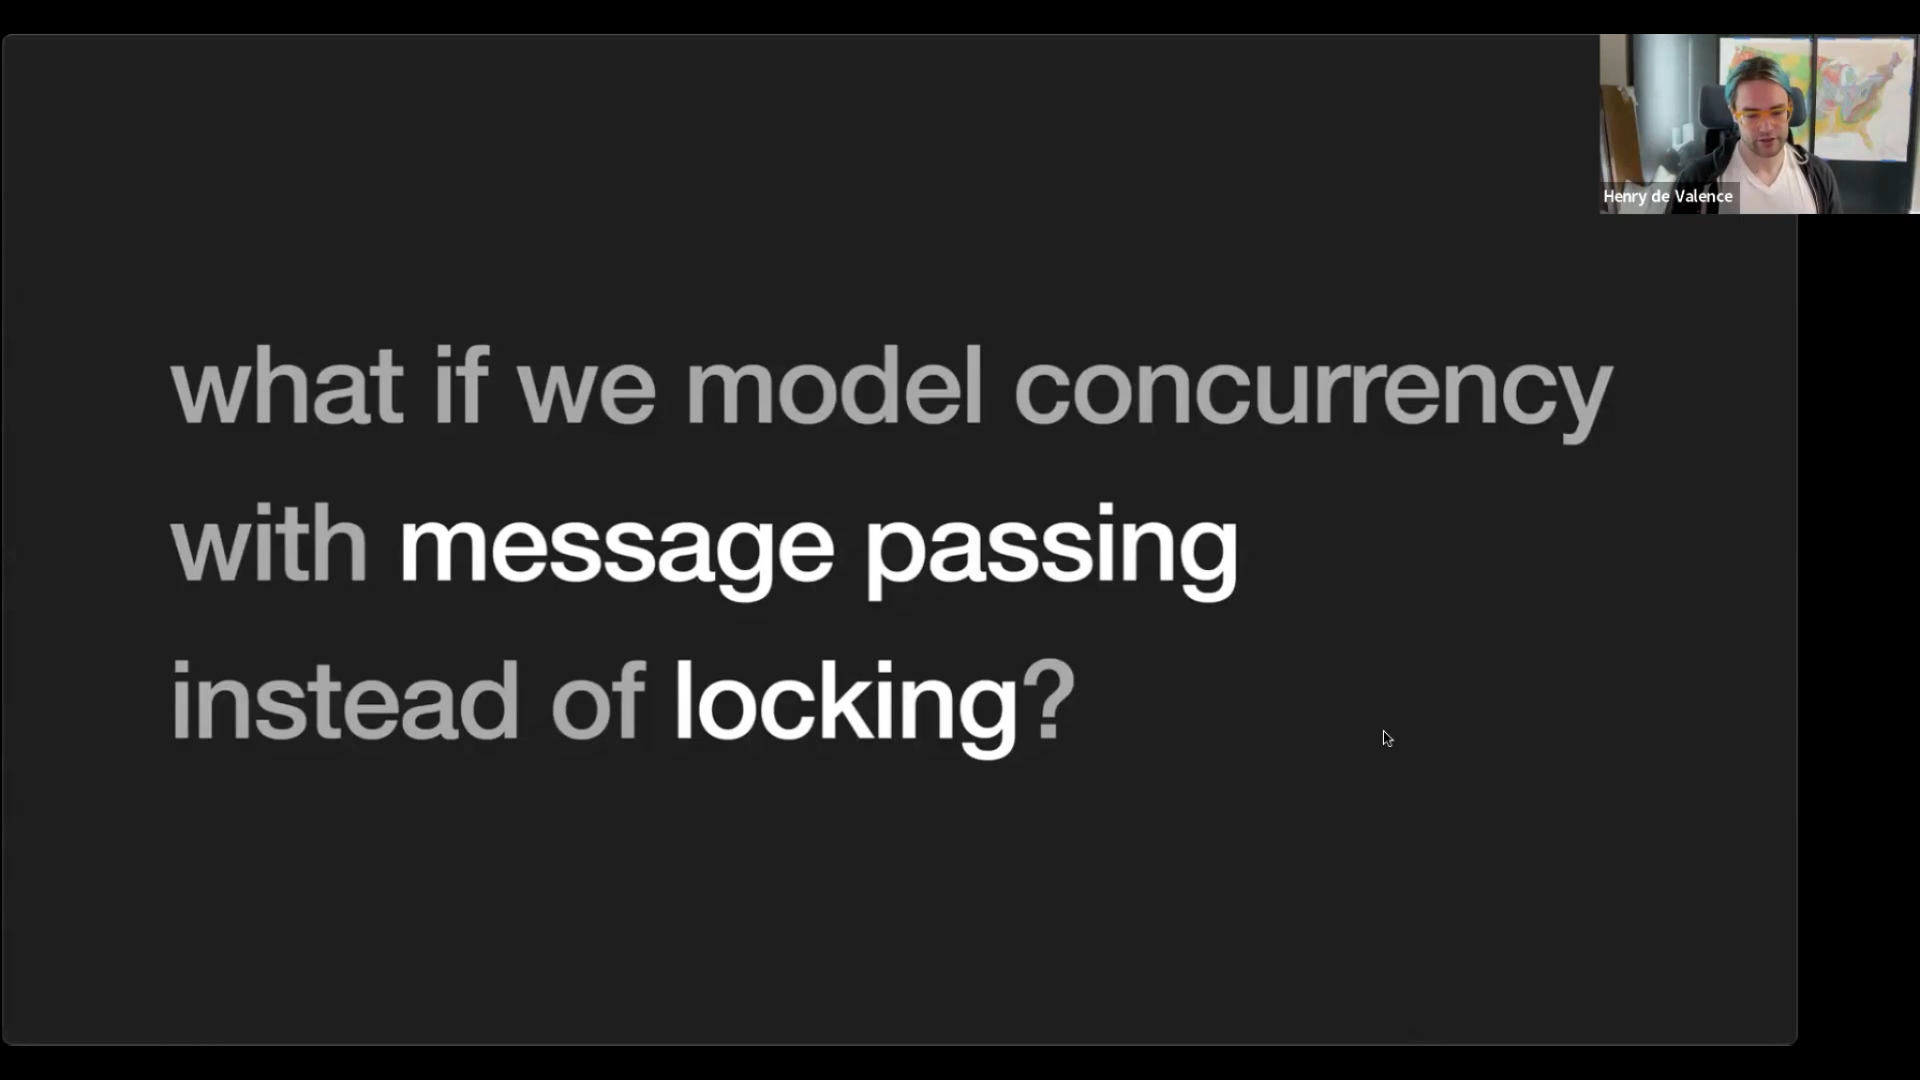 Henry de Valence
what if we model concurrency
with message passing
instead of locking?